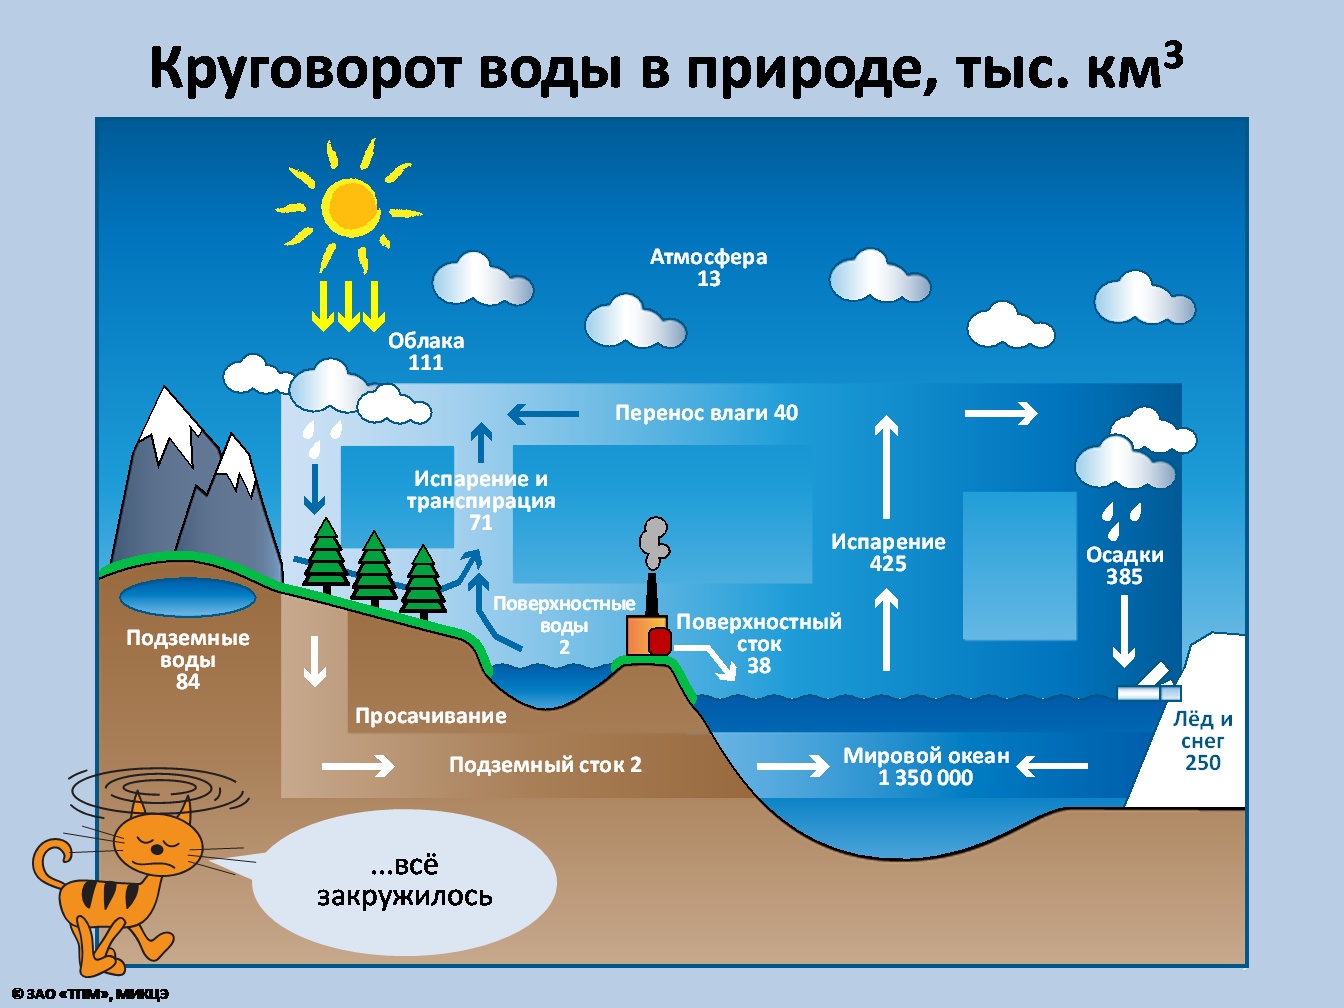 Круговорот воды в природе, тыс. км³
Атмосфера
13
Облака
111
Перенос влаги 40
Испарение и
транспирация
71
Испарение
425
Осадки
385
Поверхностные
воды
2
Поверхностный
сток
38
Подземные
воды
84
Просачивание
Лёд и
снег
250
Подземный сток 2
Мировой океан
1 350 000
...всё
закружилось
© ЗАО «ТПМ», МИКЦЭ